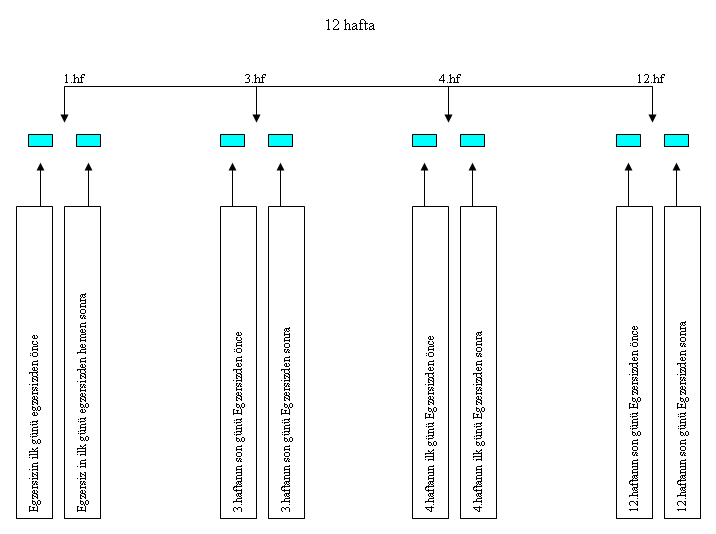 12 hafta
1.hf
3.hf
4.hf
12.hf
Egzersizin ilk günü egzersizden önce
Egzersiz in ilk günü egzersizden hemen sonra
3.haftanın son günü Egzersizden önce
3.haftanın son günü Egzersizden sonra
4.haftanın ilk günü Egzersizden önce
4.haftanın ilk günü Egzersizden sonra
12.haftanın son günü Egzersizden önce
12.haftanın son günü Egzersizden sonra